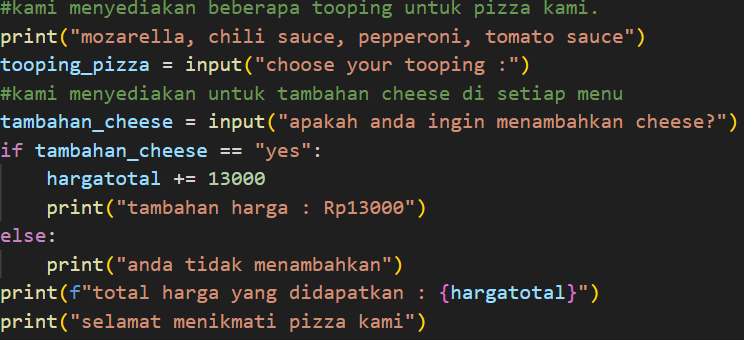 #kami menyediakan beberapa tooping untuk pizza kami.
print("mozarella, chili sauce, pepperoni, tomato sauce")
tooping_pizza = input("choose your tooping :")
#kami menyediakan untuk tambahan cheese di setiap menu
tambahan_cheese = input("apakah anda ingin menambahkan cheese?")
if tambahan_cheese == "yes":
    hargatotal += 13000
    print("tambahan harga : Rp13000")
else:
    print("anda tidak menambahkan")
print(f"total harga yang didapatkan : {hargatotal}")
print("selamat menikmati pizza kami")